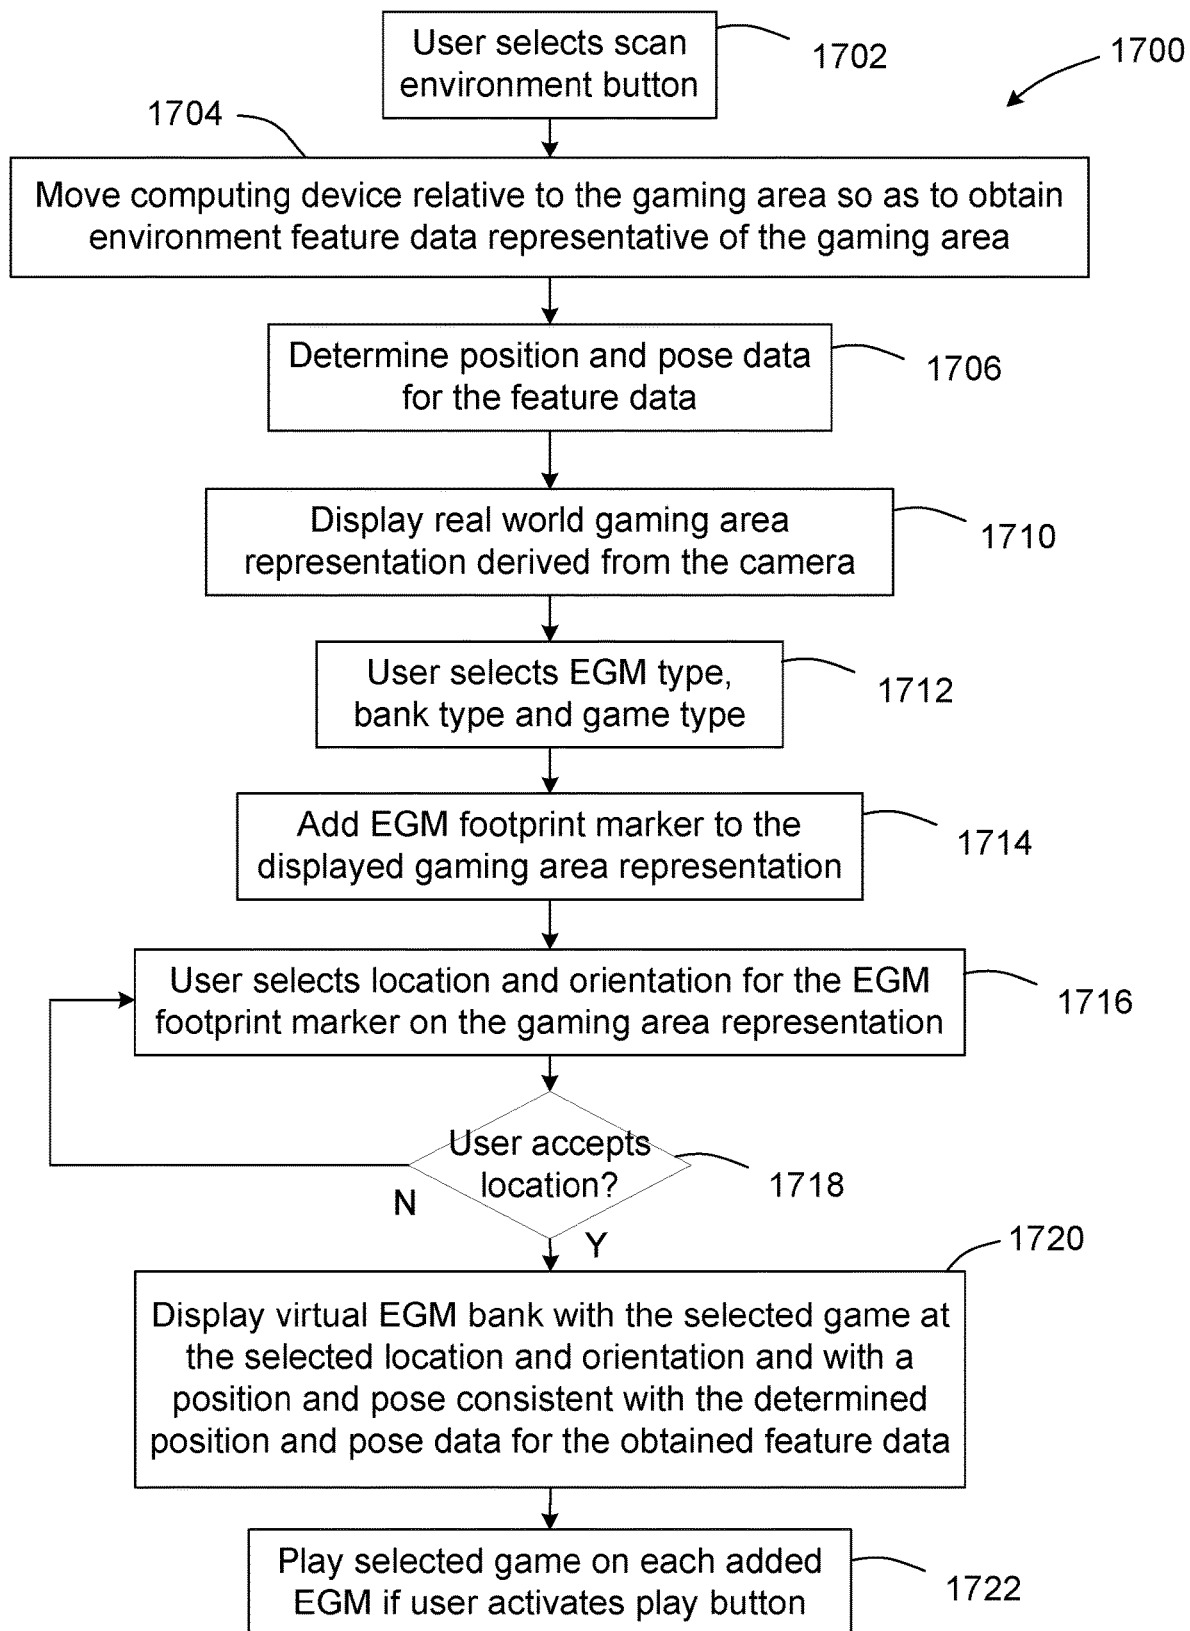 User selects scan
environment button
1702
1700
1704
Move computing device relative to the gaming area so as to obtain
environment feature data representative of the gaming area
Determine position and pose data
for the feature data
1706
Display real world gaming area
representation derived from the camera
1710
User selects EGM type,
bank type and game type
1712
Add EGM footprint marker to the
displayed gaming area representation
1714
User selects location and orientation for the EGM
footprint marker on the gaming area representation
1716
User accepts
location?
1718
N
Y
1720
Display virtual EGM bank with the selected game at
the selected location and orientation and with a
position and pose consistent with the determined
position and pose data for the obtained feature data
Play selected game on each added
EGM if user activates play button
1722